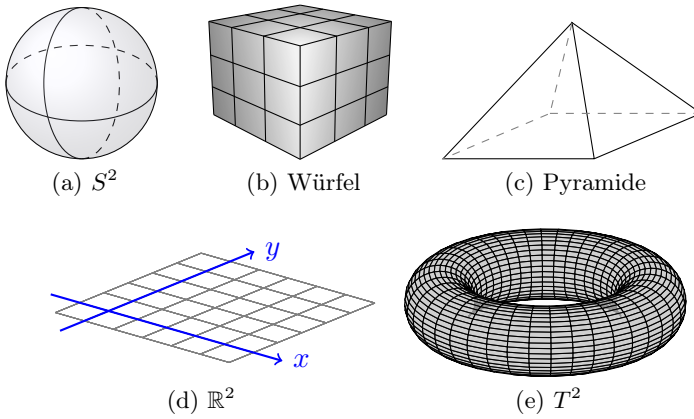 (a) S²
(b) Würfel
(c) Pyramide
y
x
(d) ℝ²
(e) T²